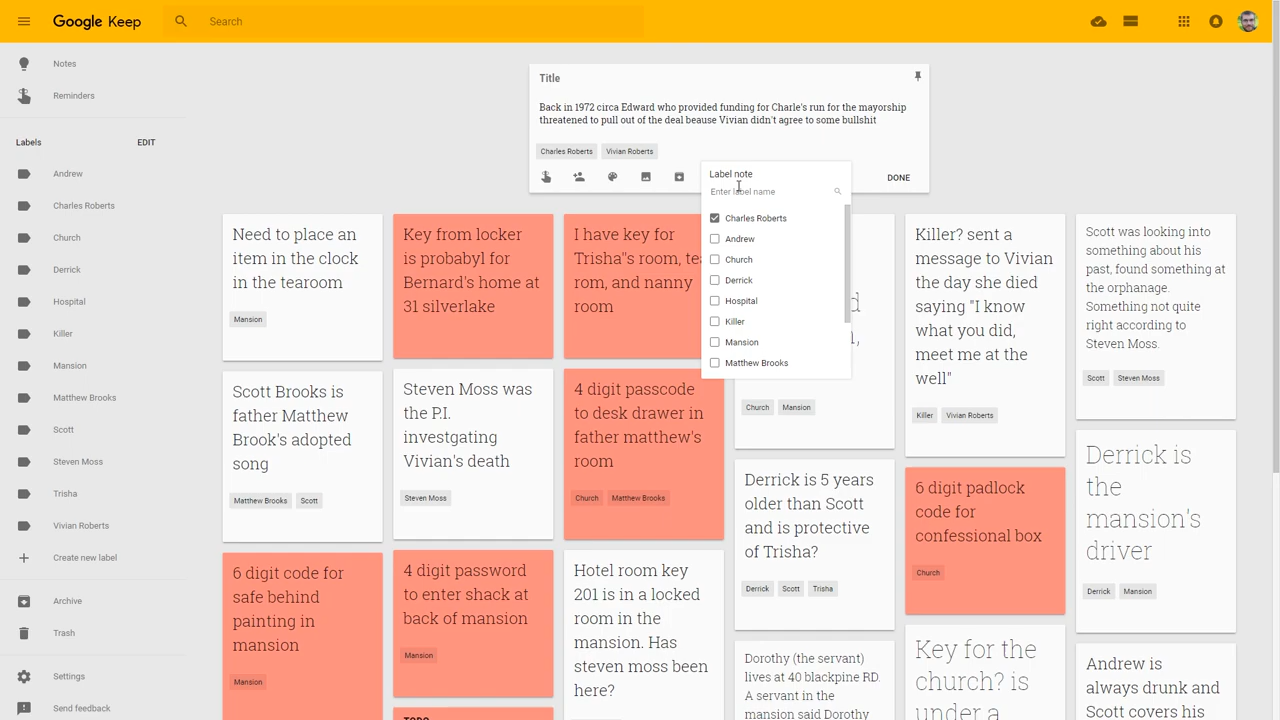 Google Keep
Search
Notes
Reminders
Labels
EDIT
Andrew
Charles Roberts
Church
Derrick
Hospital
Killer
Mansion
Matthew Brooks
Scott
Steven Moss
Trisha
Vivian Roberts
Create new label
Archive
Trash
Settings
Send feedback
Title
Back in 1972 circa Edward who provided funding for Charle's run for the mayorship
threatened to pull out of the deal beause Vivian didn't agree to some bullshit
Charles Roberts
Vivian Roberts
DONE
Label note
Enter label name
Charles Roberts
Andrew
Church
Derrick
Hospital
Killer
Mansion
Matthew Brooks
Need to place an
item in the clock
in the tearoom
Mansion
Scott Brooks is
father Matthew
Brook's adopted
song
Matthew Brooks
Scott
6 digit code for
safe behind
painting in
mansion
Mansion
Key from locker
is probabyl for
Bernard's home at
31 silverlake
Steven Moss was
the P.I.
investgating
Vivian's death
Steven Moss
4 digit password
to enter shack at
back of mansion
Mansion
TODO
I have key for
Trisha"s room, te
rom, and nanny
room
4 digit passcode
to desk drawer in
father matthew's
room
Church
Matthew Brooks
Hotel room key
201 is in a locked
room in the
mansion. Has
steven moss been
here?
Church
Mansion
Derrick is 5 years
older than Scott
and is protective
of Trisha?
Derrick
Scott
Trisha
Dorothy (the servant)
lives at 40 blackpine RD.
A servant in the
mansion said Dorothy
Killer? sent a
message to Vivian
the day she died
saying "I know
what you did,
meet me at the
well"
Killer
Vivian Roberts
6 digit padlock
code for
confessional box
Church
Key for the
church? is
under a
Scott was looking into
something about his
past, found something at
the orphanage.
Something not quite
right according to
Steven Moss.
Scott
Steven Moss
Derrick is
the
mansion's
driver
Derrick
Mansion
Andrew is
always drunk and
Scott covers his